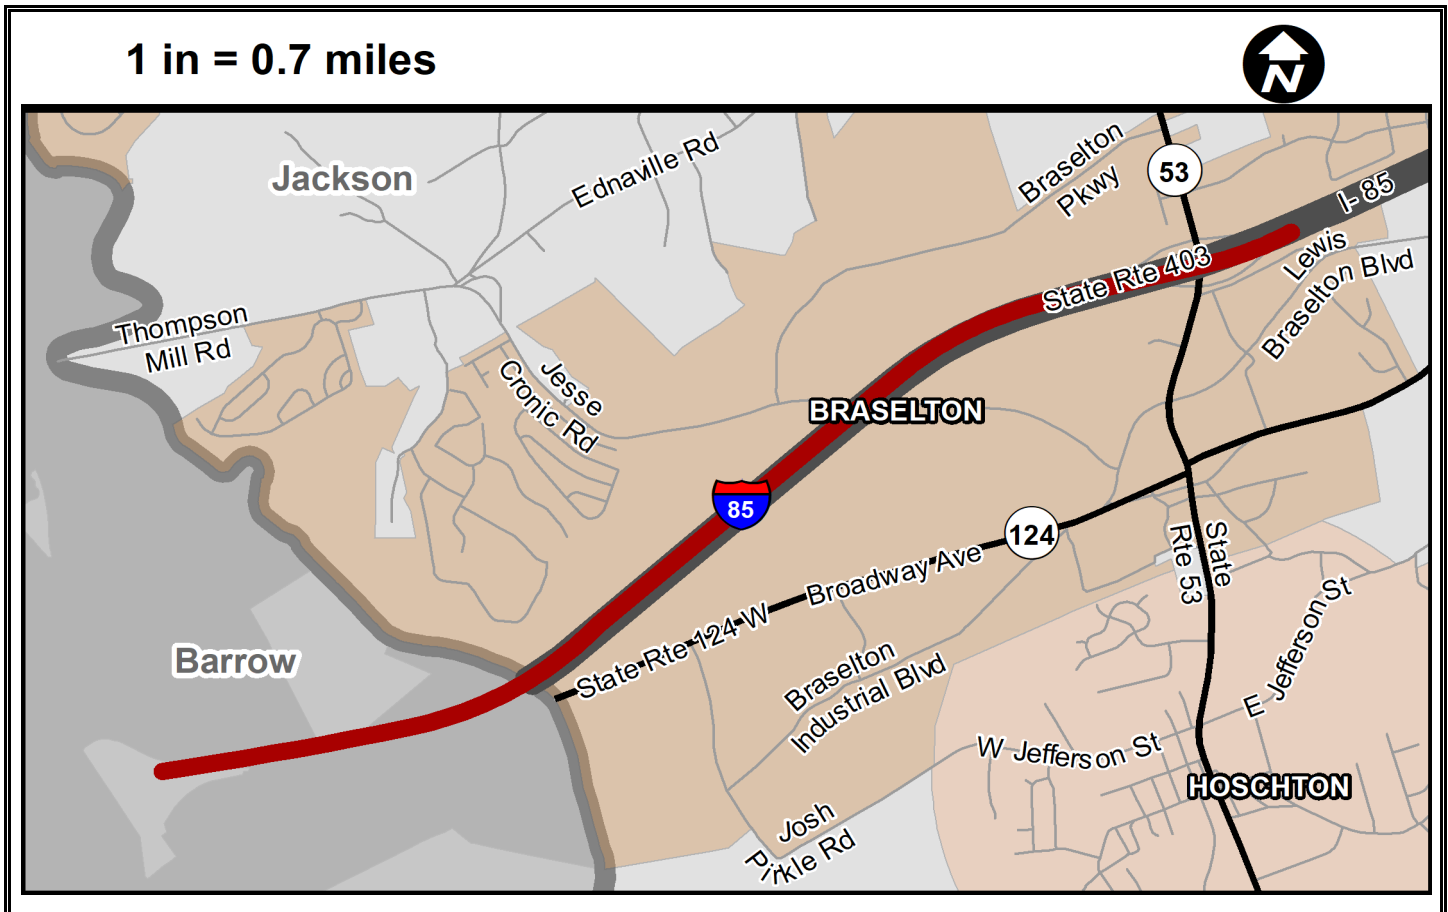 1 in = 0.7 miles
N
Jackson
Ednaville Rd
Braselton
Pkwy
53
I- 85
State Rte 403
Lewis
Braselton Blvd
Thompson
Mill Rd
Jesse
Cronic Rd
BRASELTON
85
124
State Rte 124 W Broadway Ave
State
Rte 53
Barrow
Braselton
Industrial Blvd
E Jefferson St
W Jefferson St
HOSCHTON
Josh
Pirkle Rd